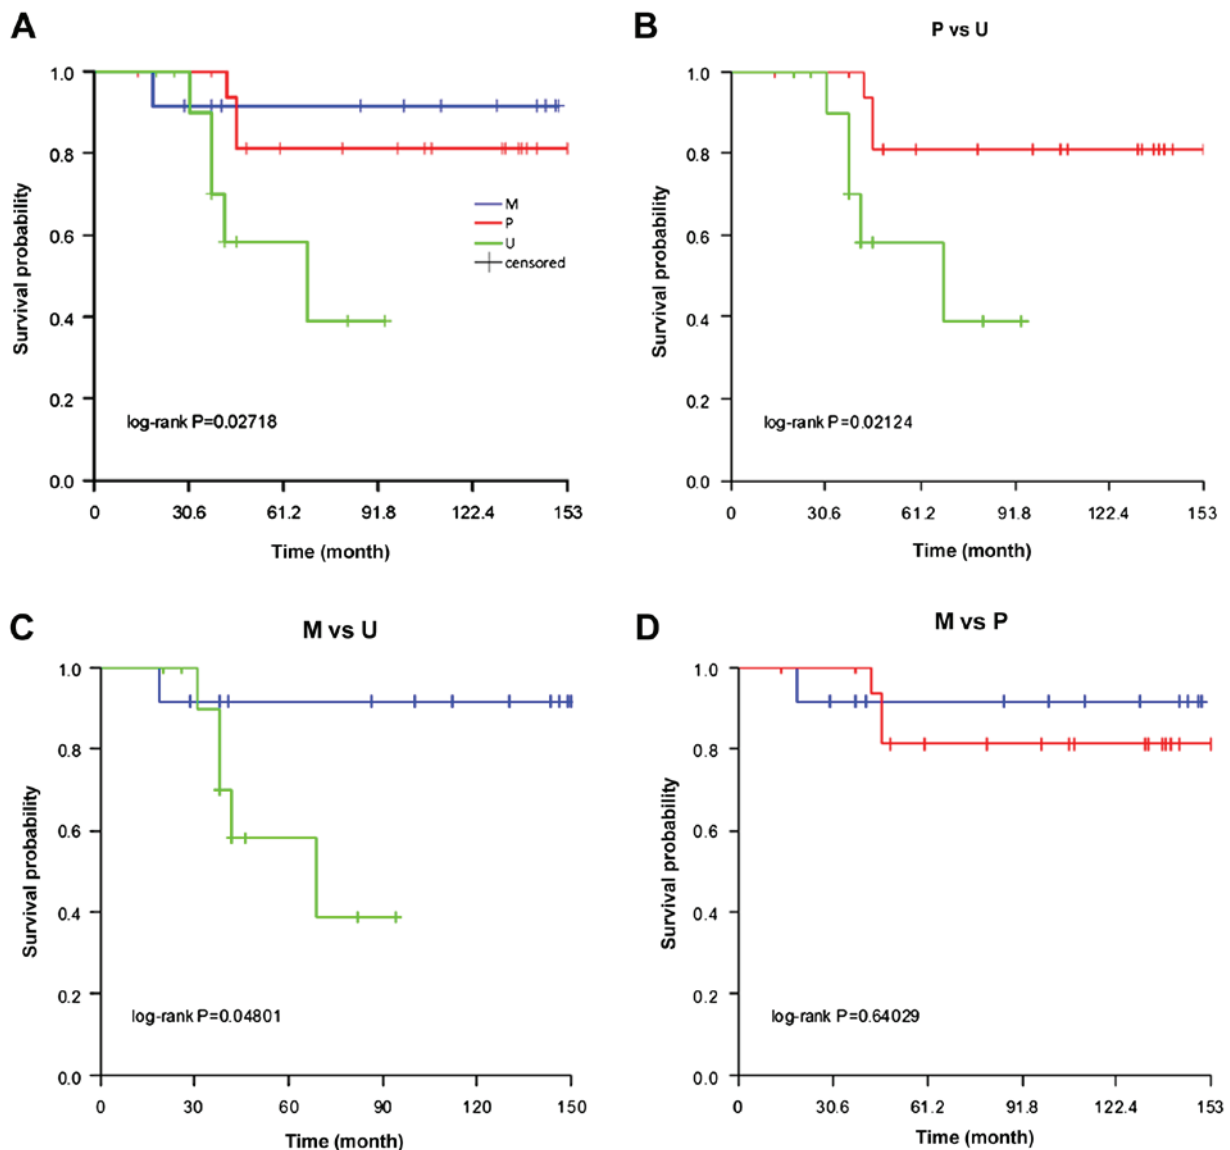 A
1.0
0.8
0.6
0.4
0.2
0.0
Survival probability
M
P
U
censored
log-rank P=0.02718
0 30.6 61.2 91.8 122.4 153
Time (month)
B
P vs U
1.0
0.8
0.6
0.4
0.2
0.0
Survival probability
log-rank P=0.02124
0 30.6 61.2 91.8 122.4 153
Time (month)
C
M vs U
1.0
0.8
0.6
0.4
0.2
0.0
Survival probability
log-rank P=0.04801
0 30 60 90 120 150
Time (month)
D
M vs P
1.0
0.8
0.6
0.4
0.2
0.0
Survival probability
log-rank P=0.64029
0 30.6 61.2 91.8 122.4 153
Time (month)